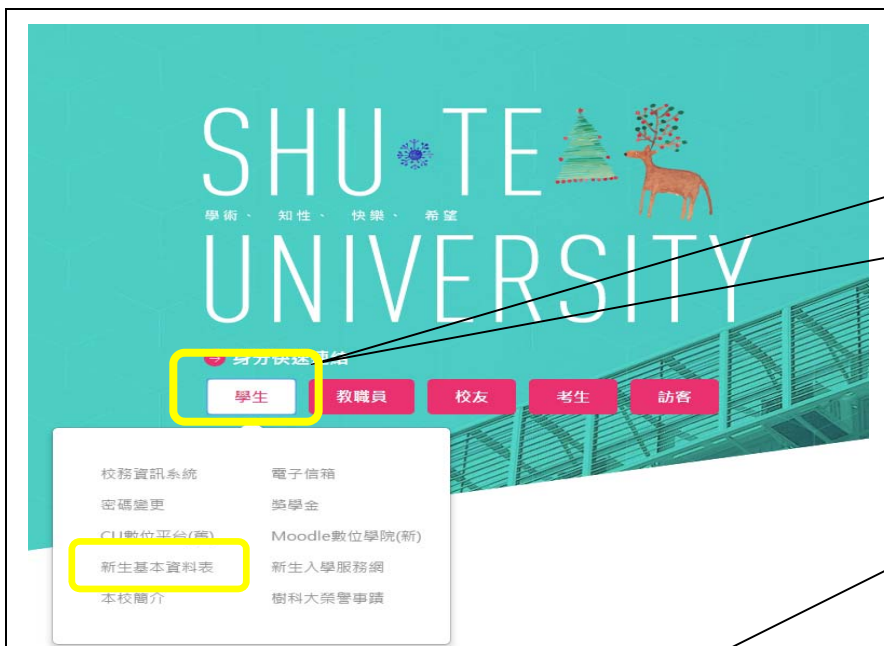 SHU TE
學術、 知性、 快樂、 希望
UNIVERSITY
身分快速連結
學生 教職員 校友 考生 訪客
校務資訊系統 電子信箱
密碼變更 獎學金
CU數位平台(舊) Moodle數位學院(新)
新生基本資料表 新生入學服務網
本校簡介 樹科大榮譽事蹟